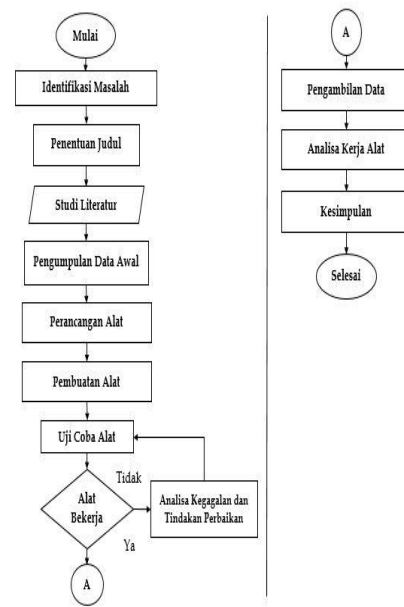 Mulai
Identifikasi Masalah
Penentuan Judul
Studi Literatur
Pengumpulan Data Awal
Perancangan Alat
Pembuatan Alat
Uji Coba Alat
Tidak
Alat
Bekerja
Analisa Kegagalan dan
Tindakan Perbaikan
Ya
A
A
Pengambilan Data
Analisa Kerja Alat
Kesimpulan
Selesai